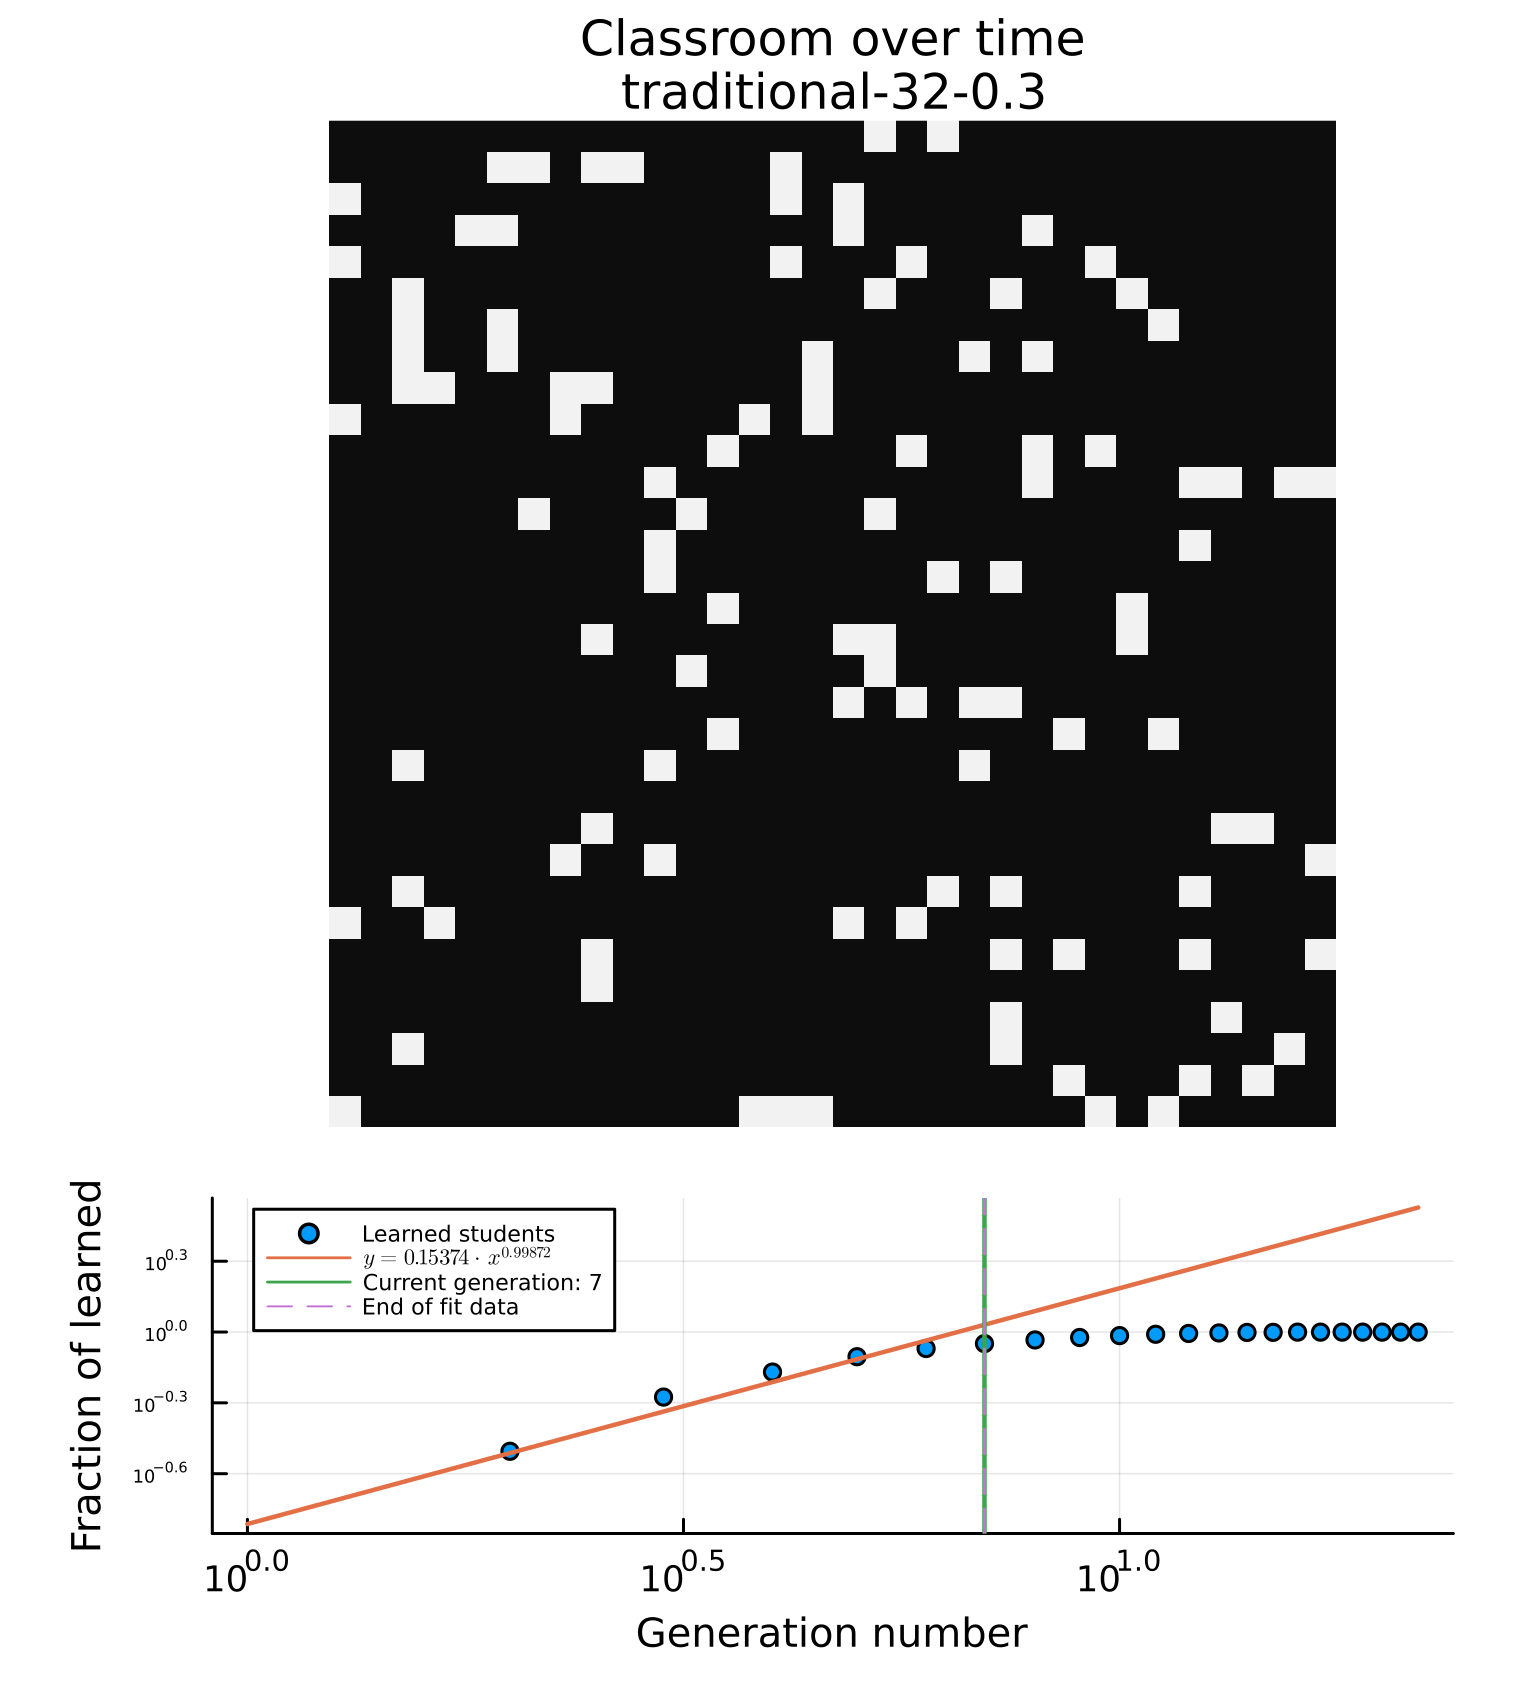 Classroom over time
traditional-32-0.3
Fraction of learned
10^0.3
10^0.0
10^−0.3
10^−0.6
Learned students
y = 0.15374 · x^0.99872
Current generation: 7
End of fit data
10^0.0 10^0.5 10^1.0
Generation number